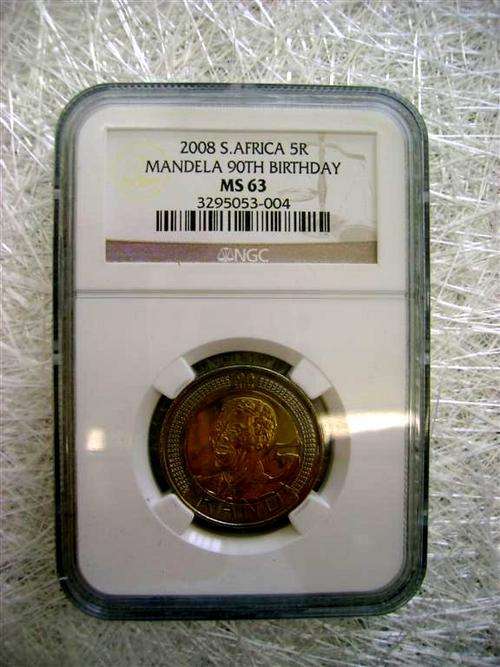 2008 S.AFRICA 5R
MANDELA 90TH BIRTHDAY
MS 63
3295053-004
NGC